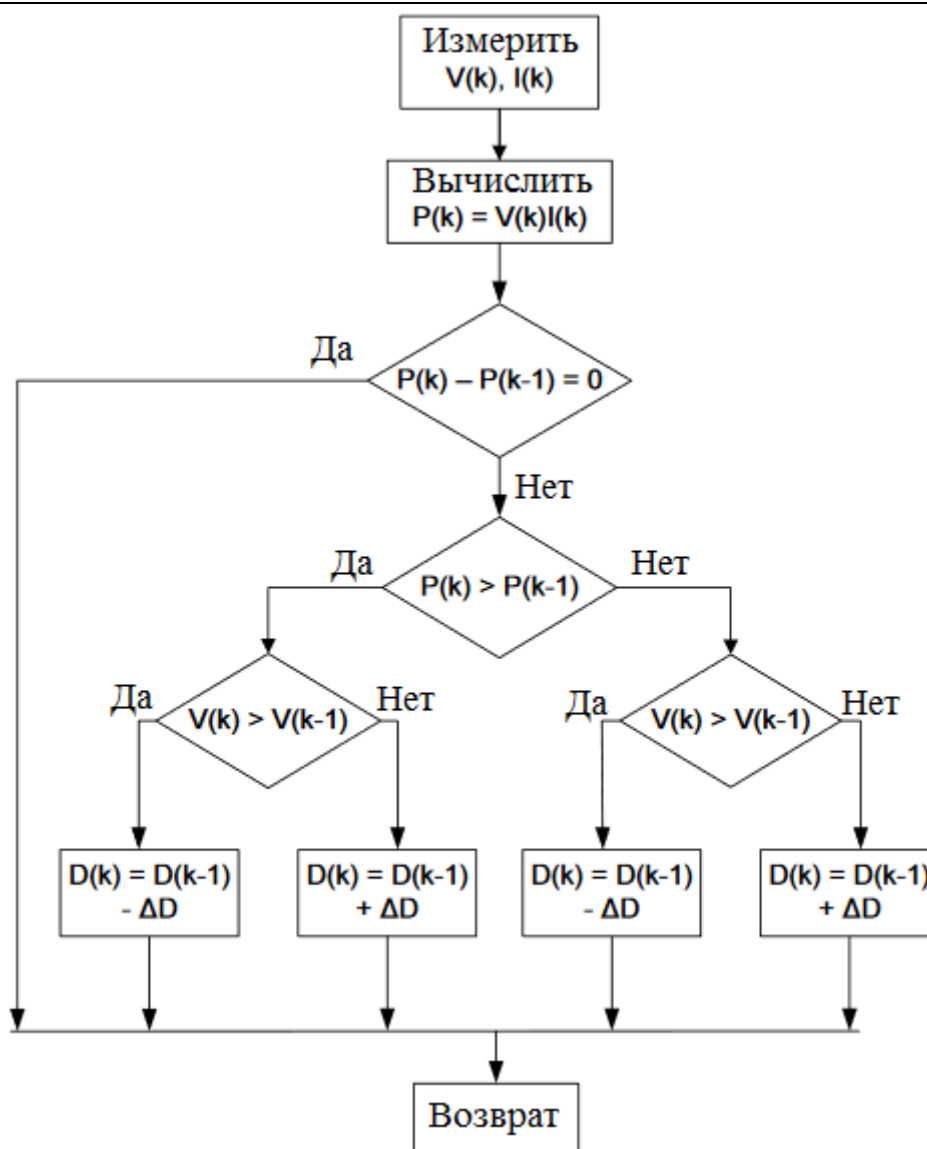 Измерить
V(k), I(k)
Вычислить
P(k) = V(k)I(k)
Да
P(k) – P(k-1) = 0
Нет
Да
P(k) > P(k-1)
Нет
Да
V(k) > V(k-1)
Нет
Да
V(k) > V(k-1)
Нет
D(k) = D(k-1)
- ΔD
D(k) = D(k-1)
+ ΔD
D(k) = D(k-1)
- ΔD
D(k) = D(k-1)
+ ΔD
Возврат